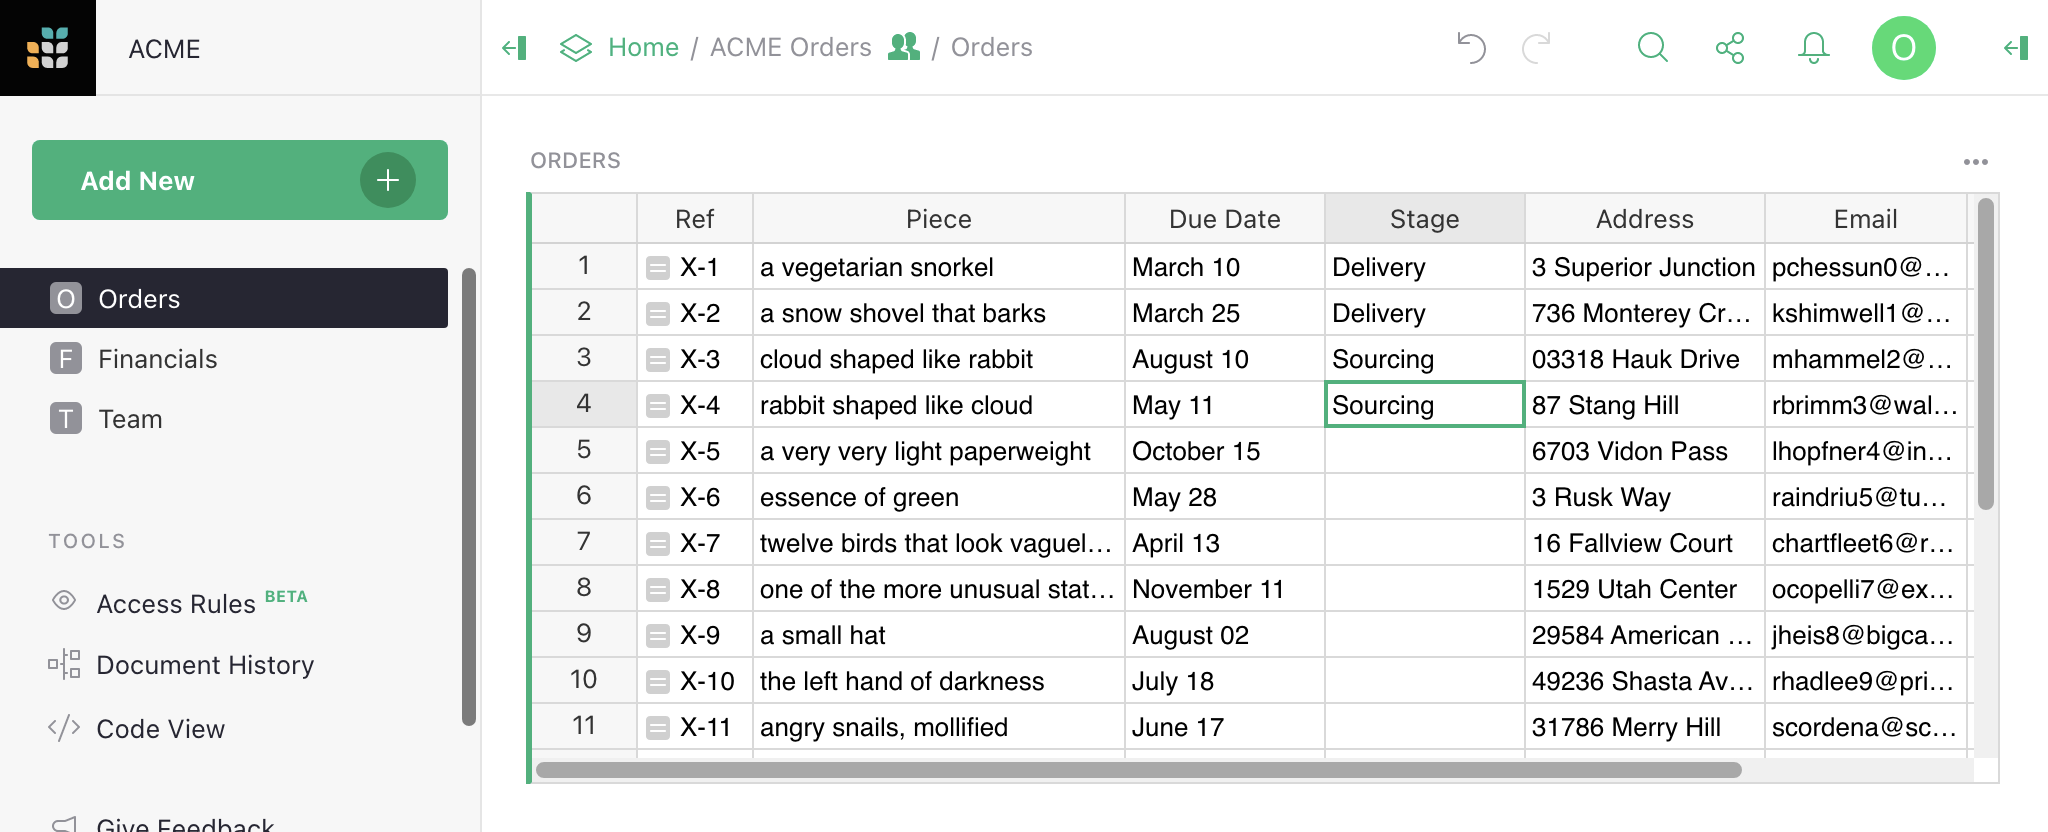 ACME
Home / ACME Orders / Orders
O
Add New
O Orders
F Financials
T Team
TOOLS
Access Rules BETA
Document History
Code View
Give Feedback
ORDERS
Ref Piece Due Date Stage Address Email
1 X-1 a vegetarian snorkel March 10 Delivery 3 Superior Junction pchessun0@…
2 X-2 a snow shovel that barks March 25 Delivery 736 Monterey Cr… kshimwell1@…
3 X-3 cloud shaped like rabbit August 10 Sourcing 03318 Hauk Drive mhammel2@…
4 X-4 rabbit shaped like cloud May 11 Sourcing 87 Stang Hill rbrimm3@wal…
5 X-5 a very very light paperweight October 15 6703 Vidon Pass lhopfner4@in…
6 X-6 essence of green May 28 3 Rusk Way raindriu5@tu…
7 X-7 twelve birds that look vaguel… April 13 16 Fallview Court chartfleet6@r…
8 X-8 one of the more unusual stat… November 11 1529 Utah Center ocopelli7@ex…
9 X-9 a small hat August 02 29584 American … jheis8@bigca…
10 X-10 the left hand of darkness July 18 49236 Shasta Av… rhadlee9@pri…
11 X-11 angry snails, mollified June 17 31786 Merry Hill scordena@sc…